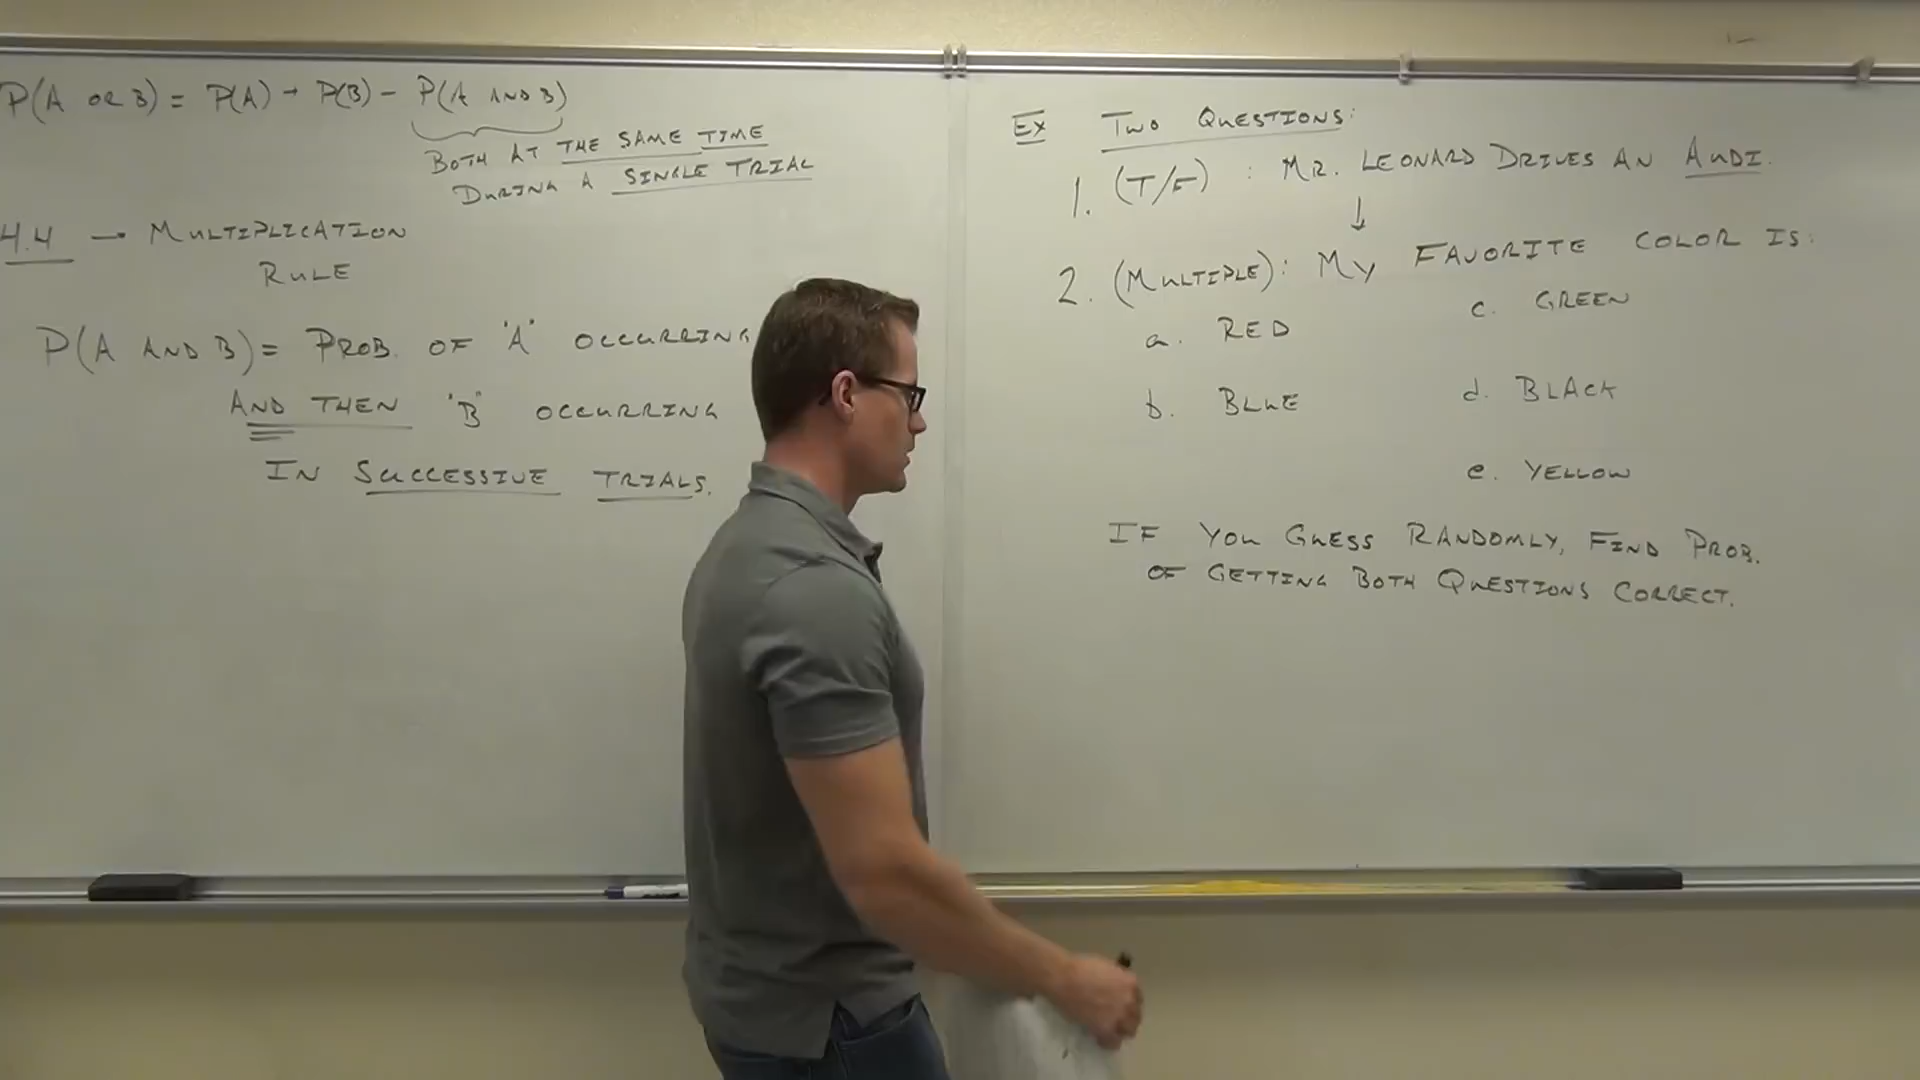 P(A OR B) = P(A) + P(B) - P(A AND B)
BOTH AT THE SAME TIME
DURING A SINGLE TRIAL
4.4 → MULTIPLICATION
RULE
P(A AND B) = PROB. OF "A" OCCURRING
AND THEN "B" OCCURRING
IN SUCCESSIVE TRIALS.
EX TWO QUESTIONS:
1. (T/F) : MR. LEONARD DRIVES AN AUDI.
↓
2. (MULTIPLE): MY FAVORITE COLOR IS:
a. RED
b. BLUE
c. GREEN
d. BLACK
e. YELLOW
IF YOU GUESS RANDOMLY, FIND PROB.
OF GETTING BOTH QUESTIONS CORRECT.